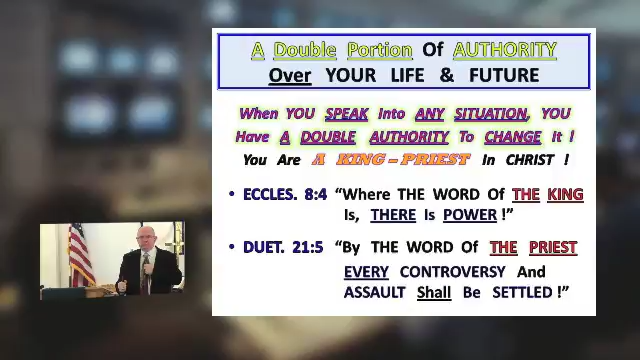 A Double Portion Of AUTHORITY
Over YOUR LIFE & FUTURE
When YOU SPEAK Into ANY SITUATION, YOU
Have A DOUBLE AUTHORITY To CHANGE It !
You Are A KING – PRIEST In CHRIST !
• ECCLES. 8:4 “Where THE WORD Of THE KING
Is, THERE Is POWER !”
• DUET. 21:5 “By THE WORD Of THE PRIEST
EVERY CONTROVERSY And
ASSAULT Shall Be SETTLED !”